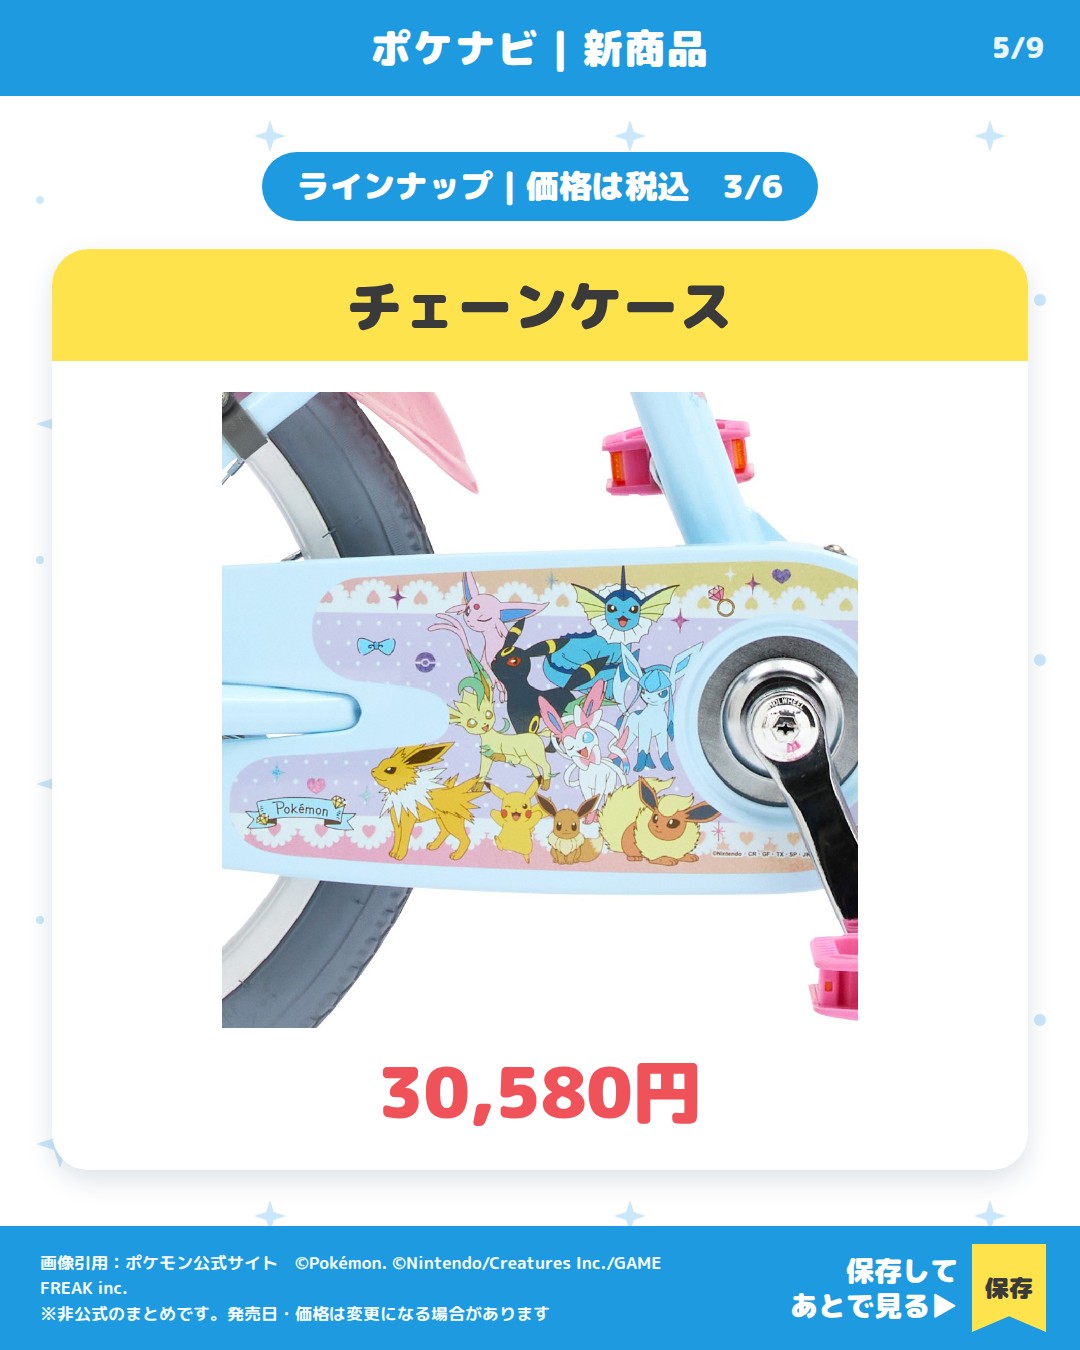 ポケナビ | 新商品
5/9
ラインナップ | 価格は税込　3/6
チェーンケース
Pokémon
30,580円
画像引用：ポケモン公式サイト　©Pokémon. ©Nintendo/Creatures Inc./GAME
FREAK inc.
※非公式のまとめです。発売日・価格は変更になる場合があります
保存して
あとで見る▶
保存